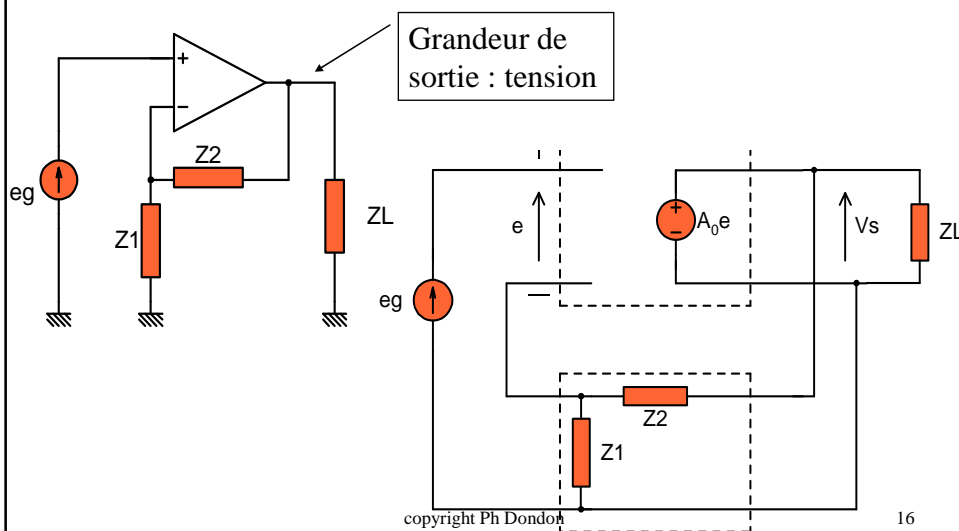 Grandeur de
sortie : tension
+
−
Z2
eg
Z1
ZL
e
+
−
A₀e
Vs
ZL
eg
Z2
Z1
copyright Ph Dondon
16